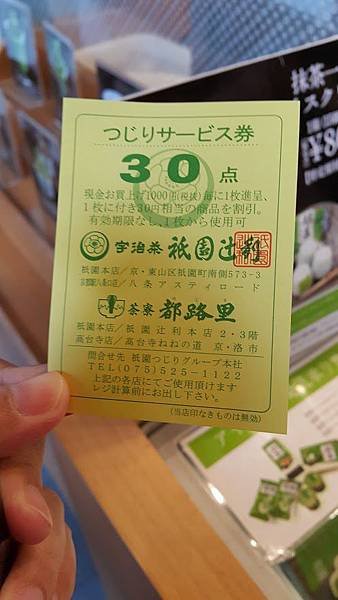 つじりサービス券
30点
現金お買上げ1000円(税抜)毎に1枚進呈、
1枚に付き30円相当の商品を割引。
有効期限なし、1枚から使用可
宇治茶 祇園辻利
祇園本店/京・東山区祇園町南側573-3
八条アスティロード
茶寮 都路里
祇園本店/祇園辻利本店2・3階
高台寺店/高台寺ねねの道 京・洛市
問合せ先 祇園つじりグループ本社
TEL(075)525-1122
上記の各店にてご使用頂けます
レジ計算前にお出し下さい。
(当店印なきものは無効)
抹茶
スク